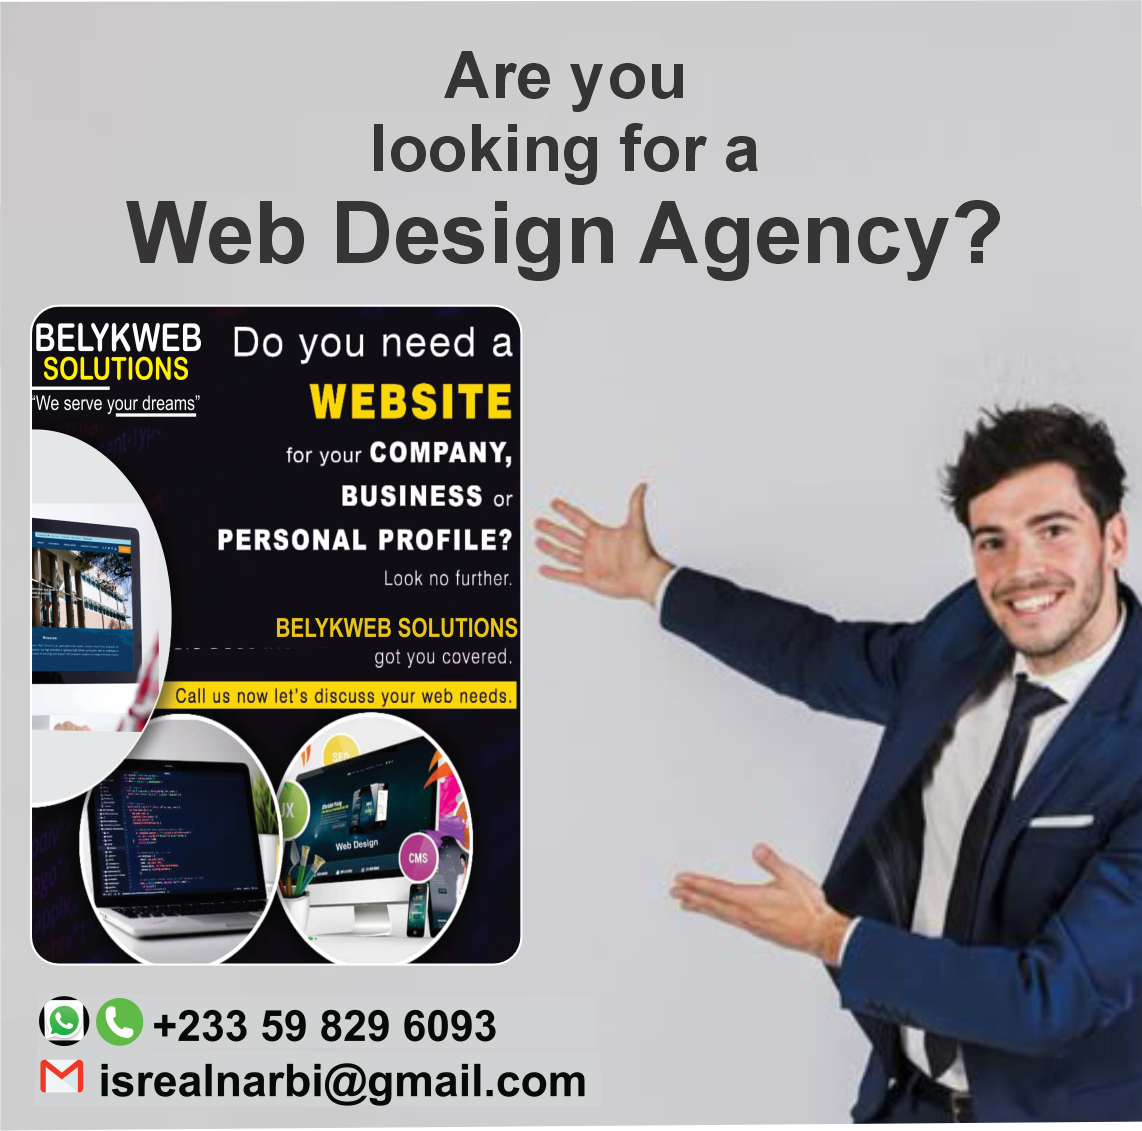 Are you
looking for a
Web Design Agency?
BELYKWEB
SOLUTIONS
“We serve your dreams”
Do you need a
WEBSITE
for your COMPANY,
BUSINESS or
PERSONAL PROFILE?
Look no further.
BELYKWEB SOLUTIONS
got you covered.
Call us now let's discuss your web needs.
SEO
UX
Web Design
CMS
+233 59 829 6093
isrealnarbi@gmail.com